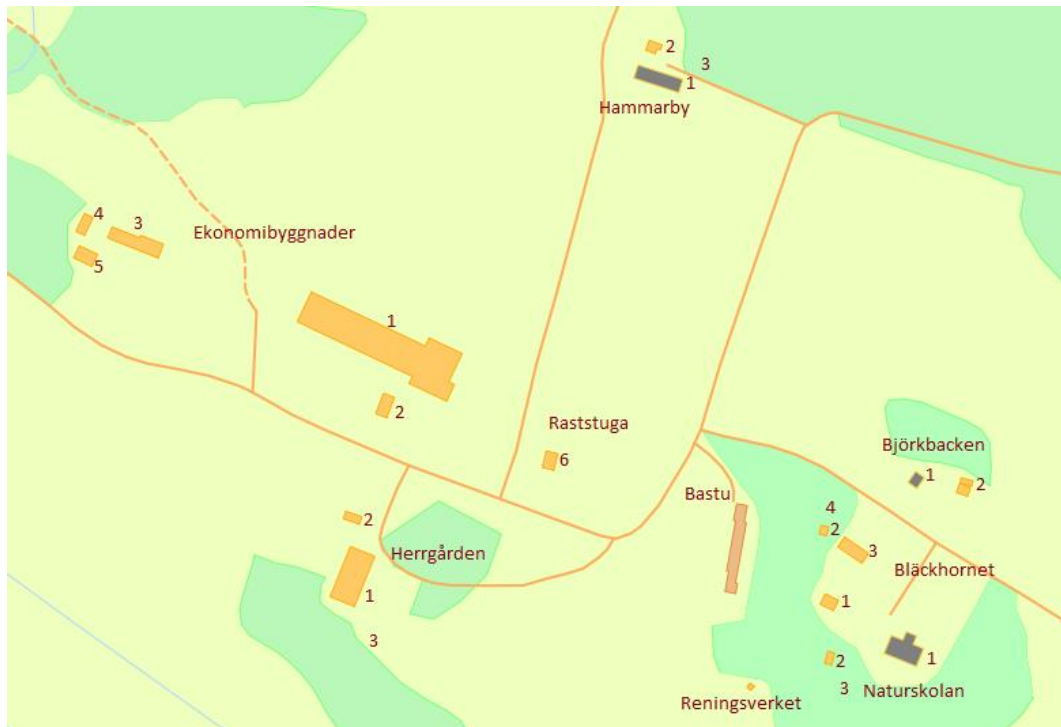 2
3
1
Hammarby
4
3
Ekonomibyggnader
5
1
2
Raststuga
6
Björkbacken
1
2
Bastu
4
2
2
3
Herrgården
Bläckhornet
1
1
3
1
2
3
Naturskolan
Reningsverket